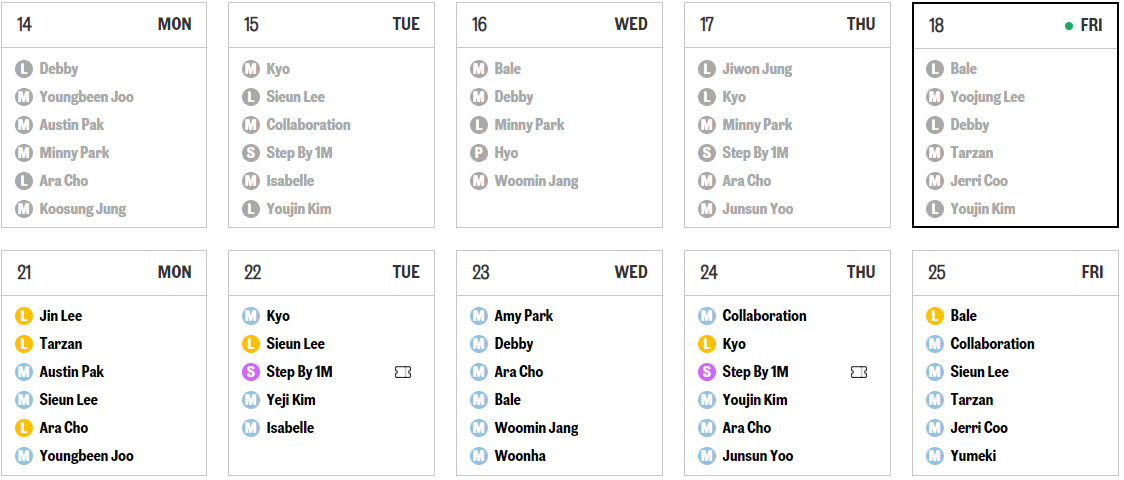 14 MON
L Debby
M Youngbeen Joo
M Austin Pak
M Minny Park
L Ara Cho
M Koosung Jung
15 TUE
M Kyo
L Sieun Lee
M Collaboration
S Step By 1M
M Isabelle
L Youjin Kim
16 WED
M Bale
M Debby
L Minny Park
P Hyo
M Woomin Jang
17 THU
L Jiwon Jung
L Kyo
M Minny Park
S Step By 1M
M Ara Cho
M Junsun Yoo
18 FRI
L Bale
M Yoojung Lee
L Debby
M Tarzan
M Jerri Coo
L Youjin Kim
21 MON
L Jin Lee
L Tarzan
M Austin Pak
M Sieun Lee
L Ara Cho
M Youngbeen Joo
22 TUE
M Kyo
L Sieun Lee
S Step By 1M
M Yeji Kim
M Isabelle
23 WED
M Amy Park
M Debby
M Ara Cho
M Bale
M Woomin Jang
M Woonha
24 THU
M Collaboration
L Kyo
S Step By 1M
M Youjin Kim
M Ara Cho
M Junsun Yoo
25 FRI
L Bale
M Collaboration
M Sieun Lee
M Tarzan
M Jerri Coo
M Yumeki